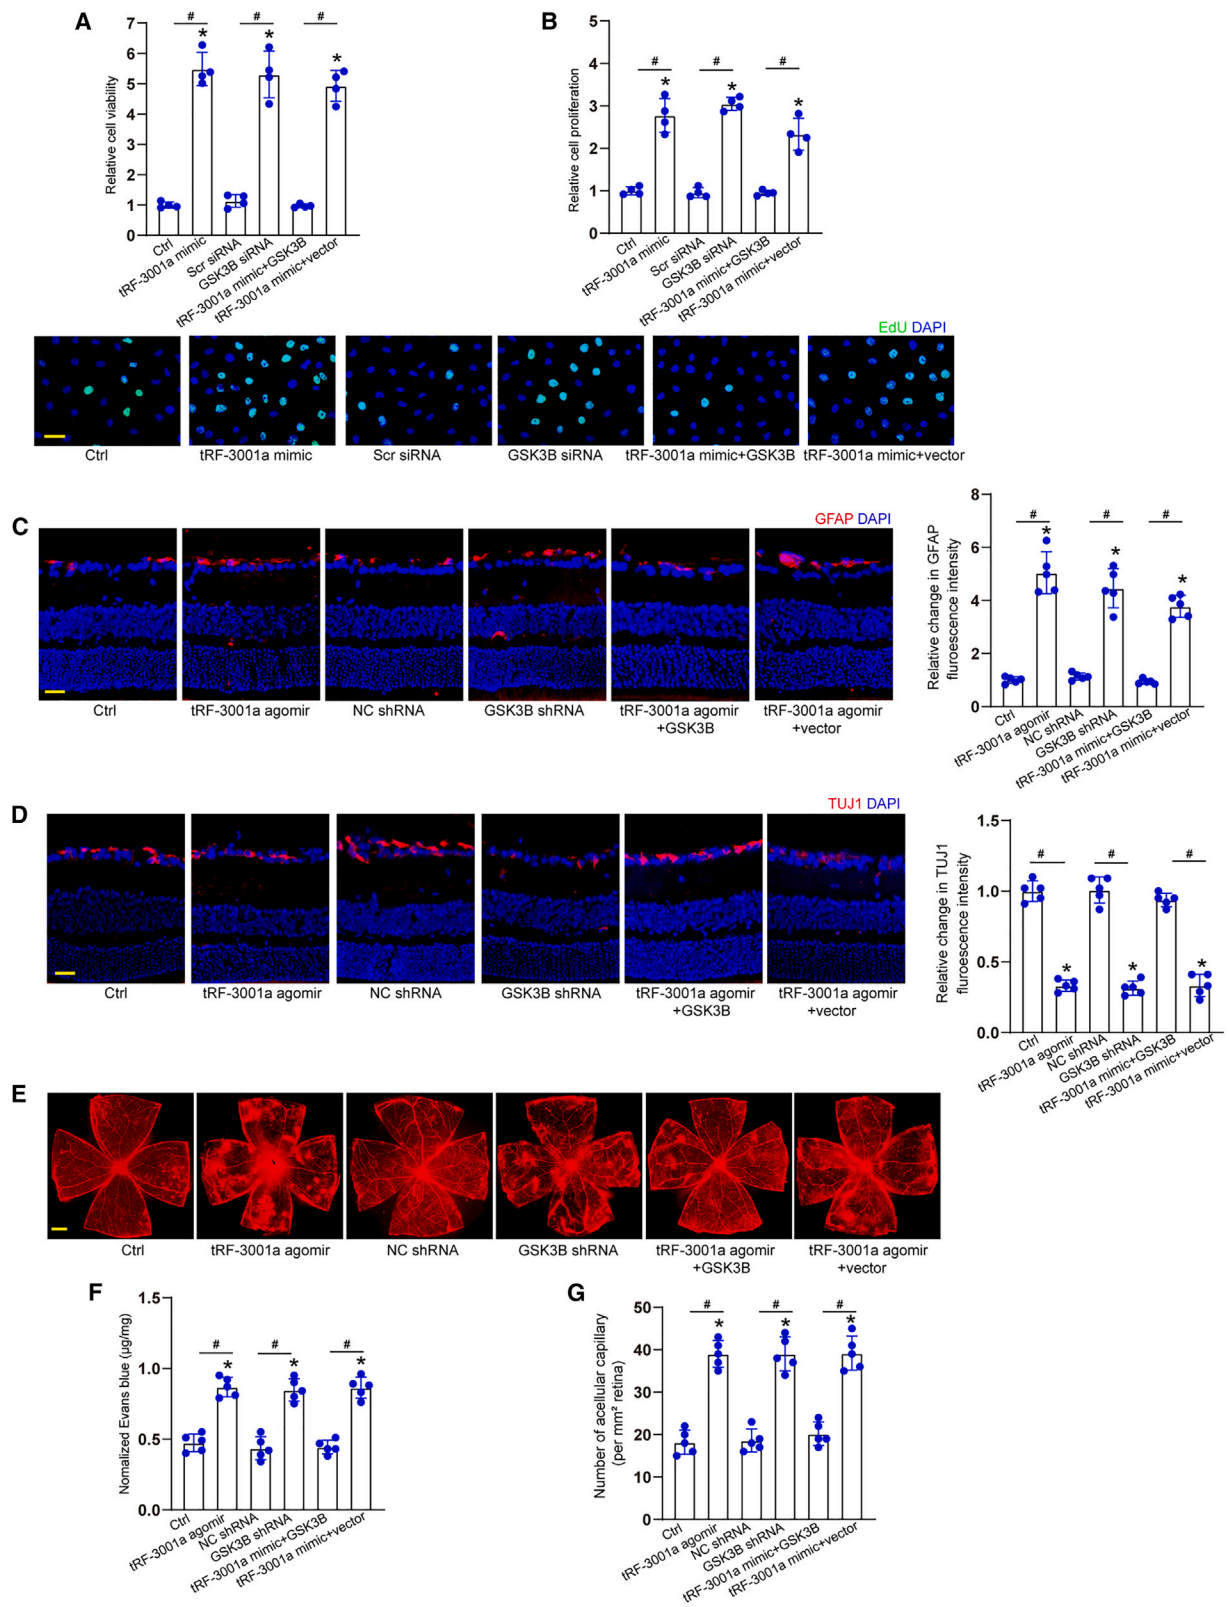 A
Relative cell viability
7
6
5
4
3
2
1
0
#
#
#
*
*
*
Ctrl
tRF-3001a mimic
Scr siRNA
GSK3B siRNA
tRF-3001a mimic+GSK3B
tRF-3001a mimic+vector
B
Relative cell proliferation
5
4
3
2
1
0
#
#
#
*
*
*
Ctrl
tRF-3001a mimic
Scr siRNA
GSK3B siRNA
tRF-3001a mimic+GSK3B
tRF-3001a mimic+vector
EdU DAPI
Ctrl
tRF-3001a mimic
Scr siRNA
GSK3B siRNA
tRF-3001a mimic+GSK3B
tRF-3001a mimic+vector
C
GFAP DAPI
Ctrl
tRF-3001a agomir
NC shRNA
GSK3B shRNA
tRF-3001a agomir
+GSK3B
tRF-3001a agomir
+vector
Relative change in GFAP
fluroescence intensity
8
6
4
2
0
#
#
#
*
*
*
Ctrl
tRF-3001a agomir
NC shRNA
GSK3B shRNA
tRF-3001a mimic+GSK3B
tRF-3001a mimic+vector
D
TUJ1 DAPI
Ctrl
tRF-3001a agomir
NC shRNA
GSK3B shRNA
tRF-3001a agomir
+GSK3B
tRF-3001a agomir
+vector
Relative change in TUJ1
fluroescence intensity
1.5
1.0
0.5
0.0
#
#
#
*
*
*
Ctrl
tRF-3001a agomir
NC shRNA
GSK3B shRNA
tRF-3001a mimic+GSK3B
tRF-3001a mimic+vector
E
Ctrl
tRF-3001a agomir
NC shRNA
GSK3B shRNA
tRF-3001a agomir
+GSK3B
tRF-3001a agomir
+vector
F
Nomalized Evans blue (μg/mg)
1.5
1.0
0.5
0.0
#
#
#
*
*
*
Ctrl
tRF-3001a agomir
NC shRNA
GSK3B shRNA
tRF-3001a mimic+GSK3B
tRF-3001a mimic+vector
G
Number of acellular capillary
(per mm² retina)
50
40
30
20
10
0
#
#
#
*
*
*
Ctrl
tRF-3001a agomir
NC shRNA
GSK3B shRNA
tRF-3001a mimic+GSK3B
tRF-3001a mimic+vector